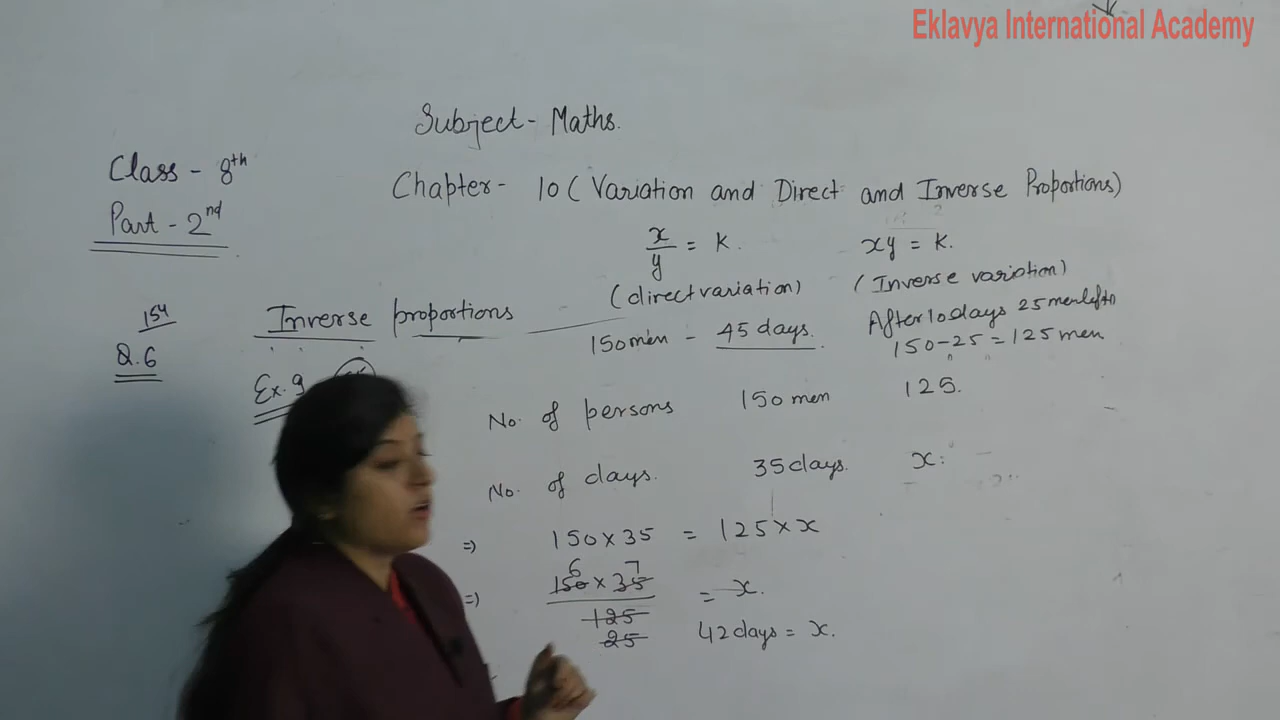 Eklavya International Academy
Subject - Maths.
Class - 8th
Chapter - 10 ( Variation and Direct and Inverse Proportions)
Part - 2nd
x/y = k.
xy = k.
(direct variation)
(Inverse variation)
154
Q.6
Inverse proportions
150 men - 45 days.
After 10 days 25 men left
150 - 25 = 125 men
Ex. 9
No. of persons 150 men 125.
No. of days. 35 days. x.
=) 150 x 35 = 125 x x
6 7
=) 150 x 35 / 125 = x.
25 42 days = x.